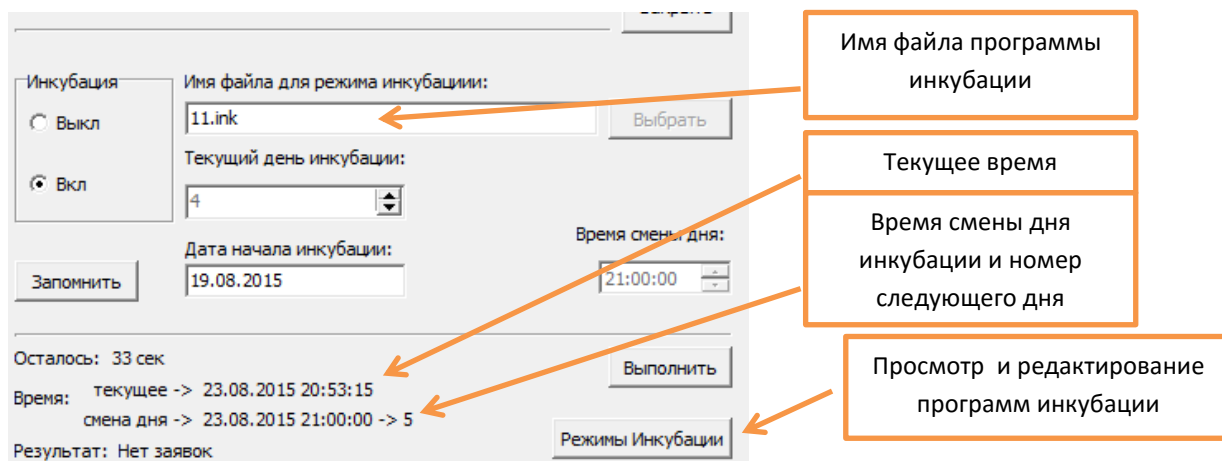 Инкубация
Имя файла для режима инкубациии:
Выкл
11.ink
Выбрать
Текущий день инкубации:
Вкл
4
Время смены дня:
Дата начала инкубации:
Запомнить
19.08.2015
21:00:00
Осталось: 33 сек
Выполнить
Время:
текущее -> 23.08.2015 20:53:15
смена дня -> 23.08.2015 21:00:00 -> 5
Результат: Нет заявок
Режимы Инкубации
Имя файла программы
инкубации
Текущее время
Время смены дня
инкубации и номер
следующего дня
Просмотр и редактирование
программ инкубации